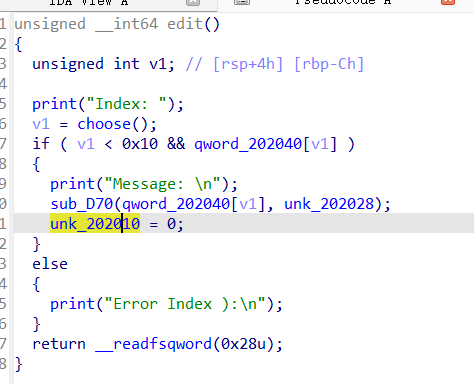 IDA View A
Pseudocode A
1 unsigned __int64 edit()
2 {
3 unsigned int v1; // [rsp+4h] [rbp-Ch]
4
5 print("Index: ");
6 v1 = choose();
7 if ( v1 < 0x10 && qword_202040[v1] )
8 {
9 print("Message: \n");
0 sub_D70(qword_202040[v1], unk_202028);
1 unk_202010 = 0;
2 }
3 else
4 {
5 print("Error Index ):\n");
6 }
7 return __readfsqword(0x28u);
8 }